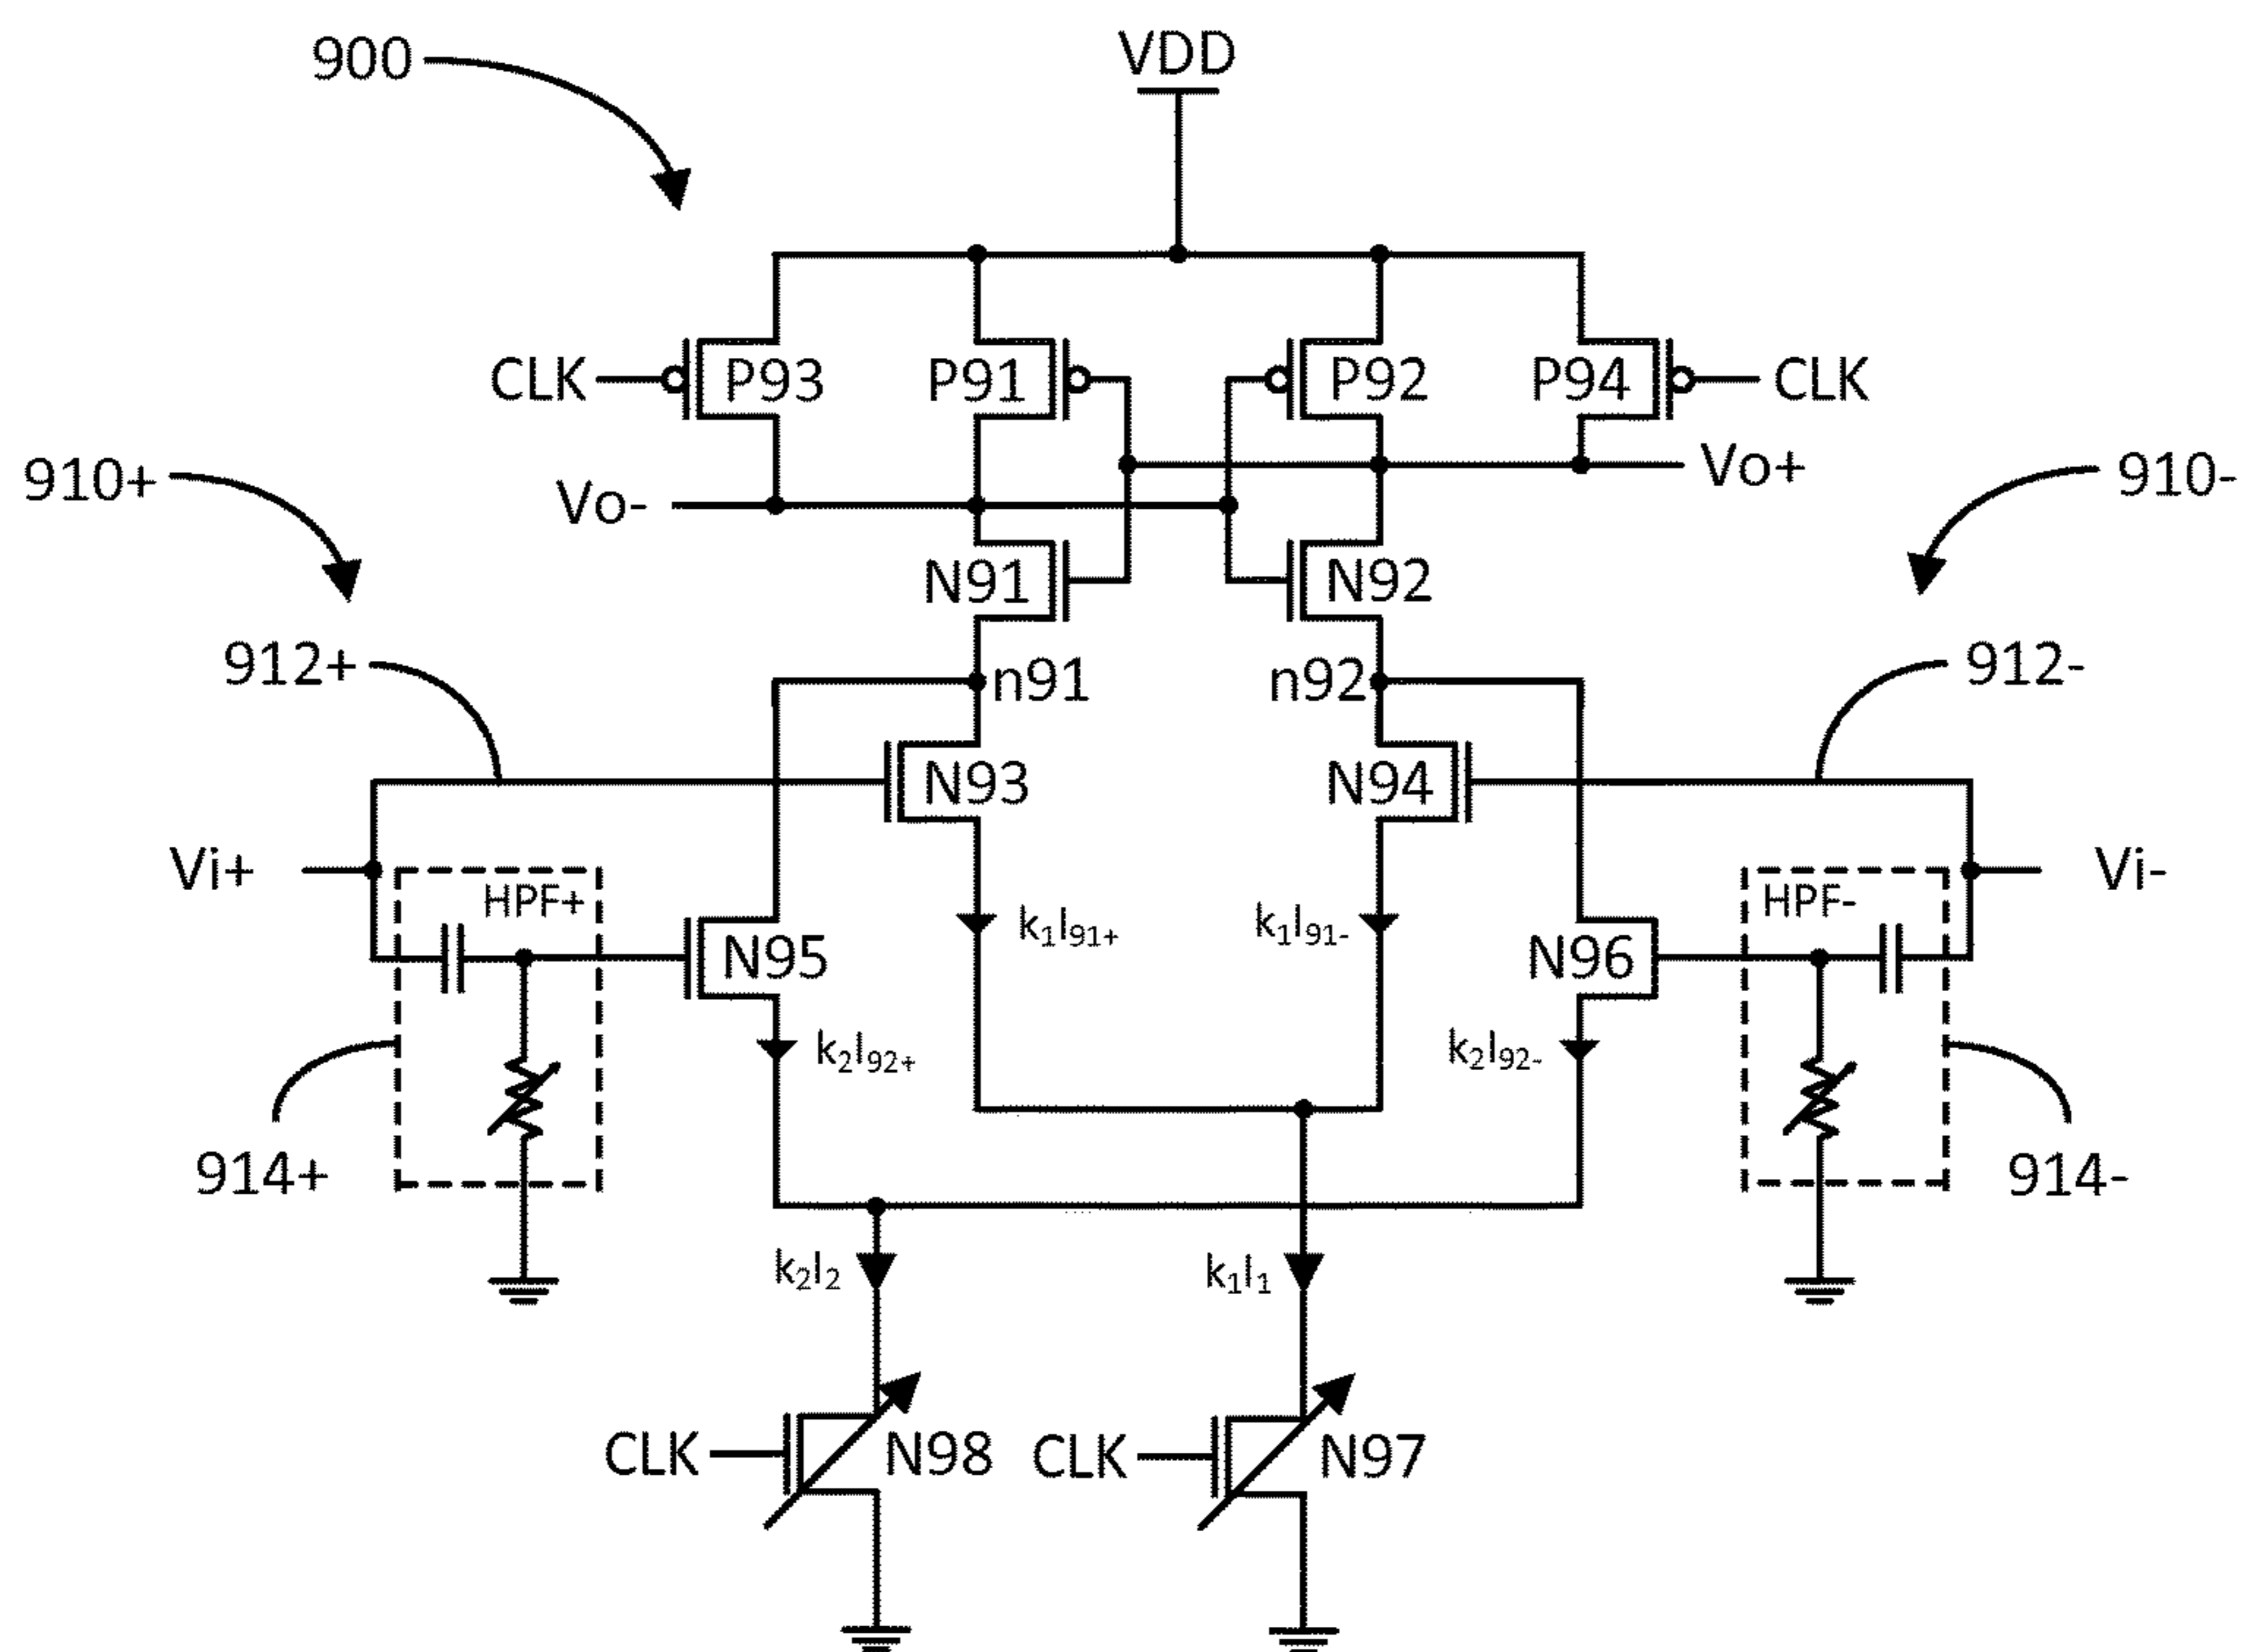 900
VDD
CLK
P93
P91
P92
P94
CLK
910+
Vo-
Vo+
910-
N91
N92
912+
n91
n92
912-
N93
N94
Vi+
HPF+
HPF-
Vi-
k1I91+
k1I91-
N95
N96
k2I92+
k2I92-
914+
914-
k2I2
k1I1
CLK
N98
CLK
N97